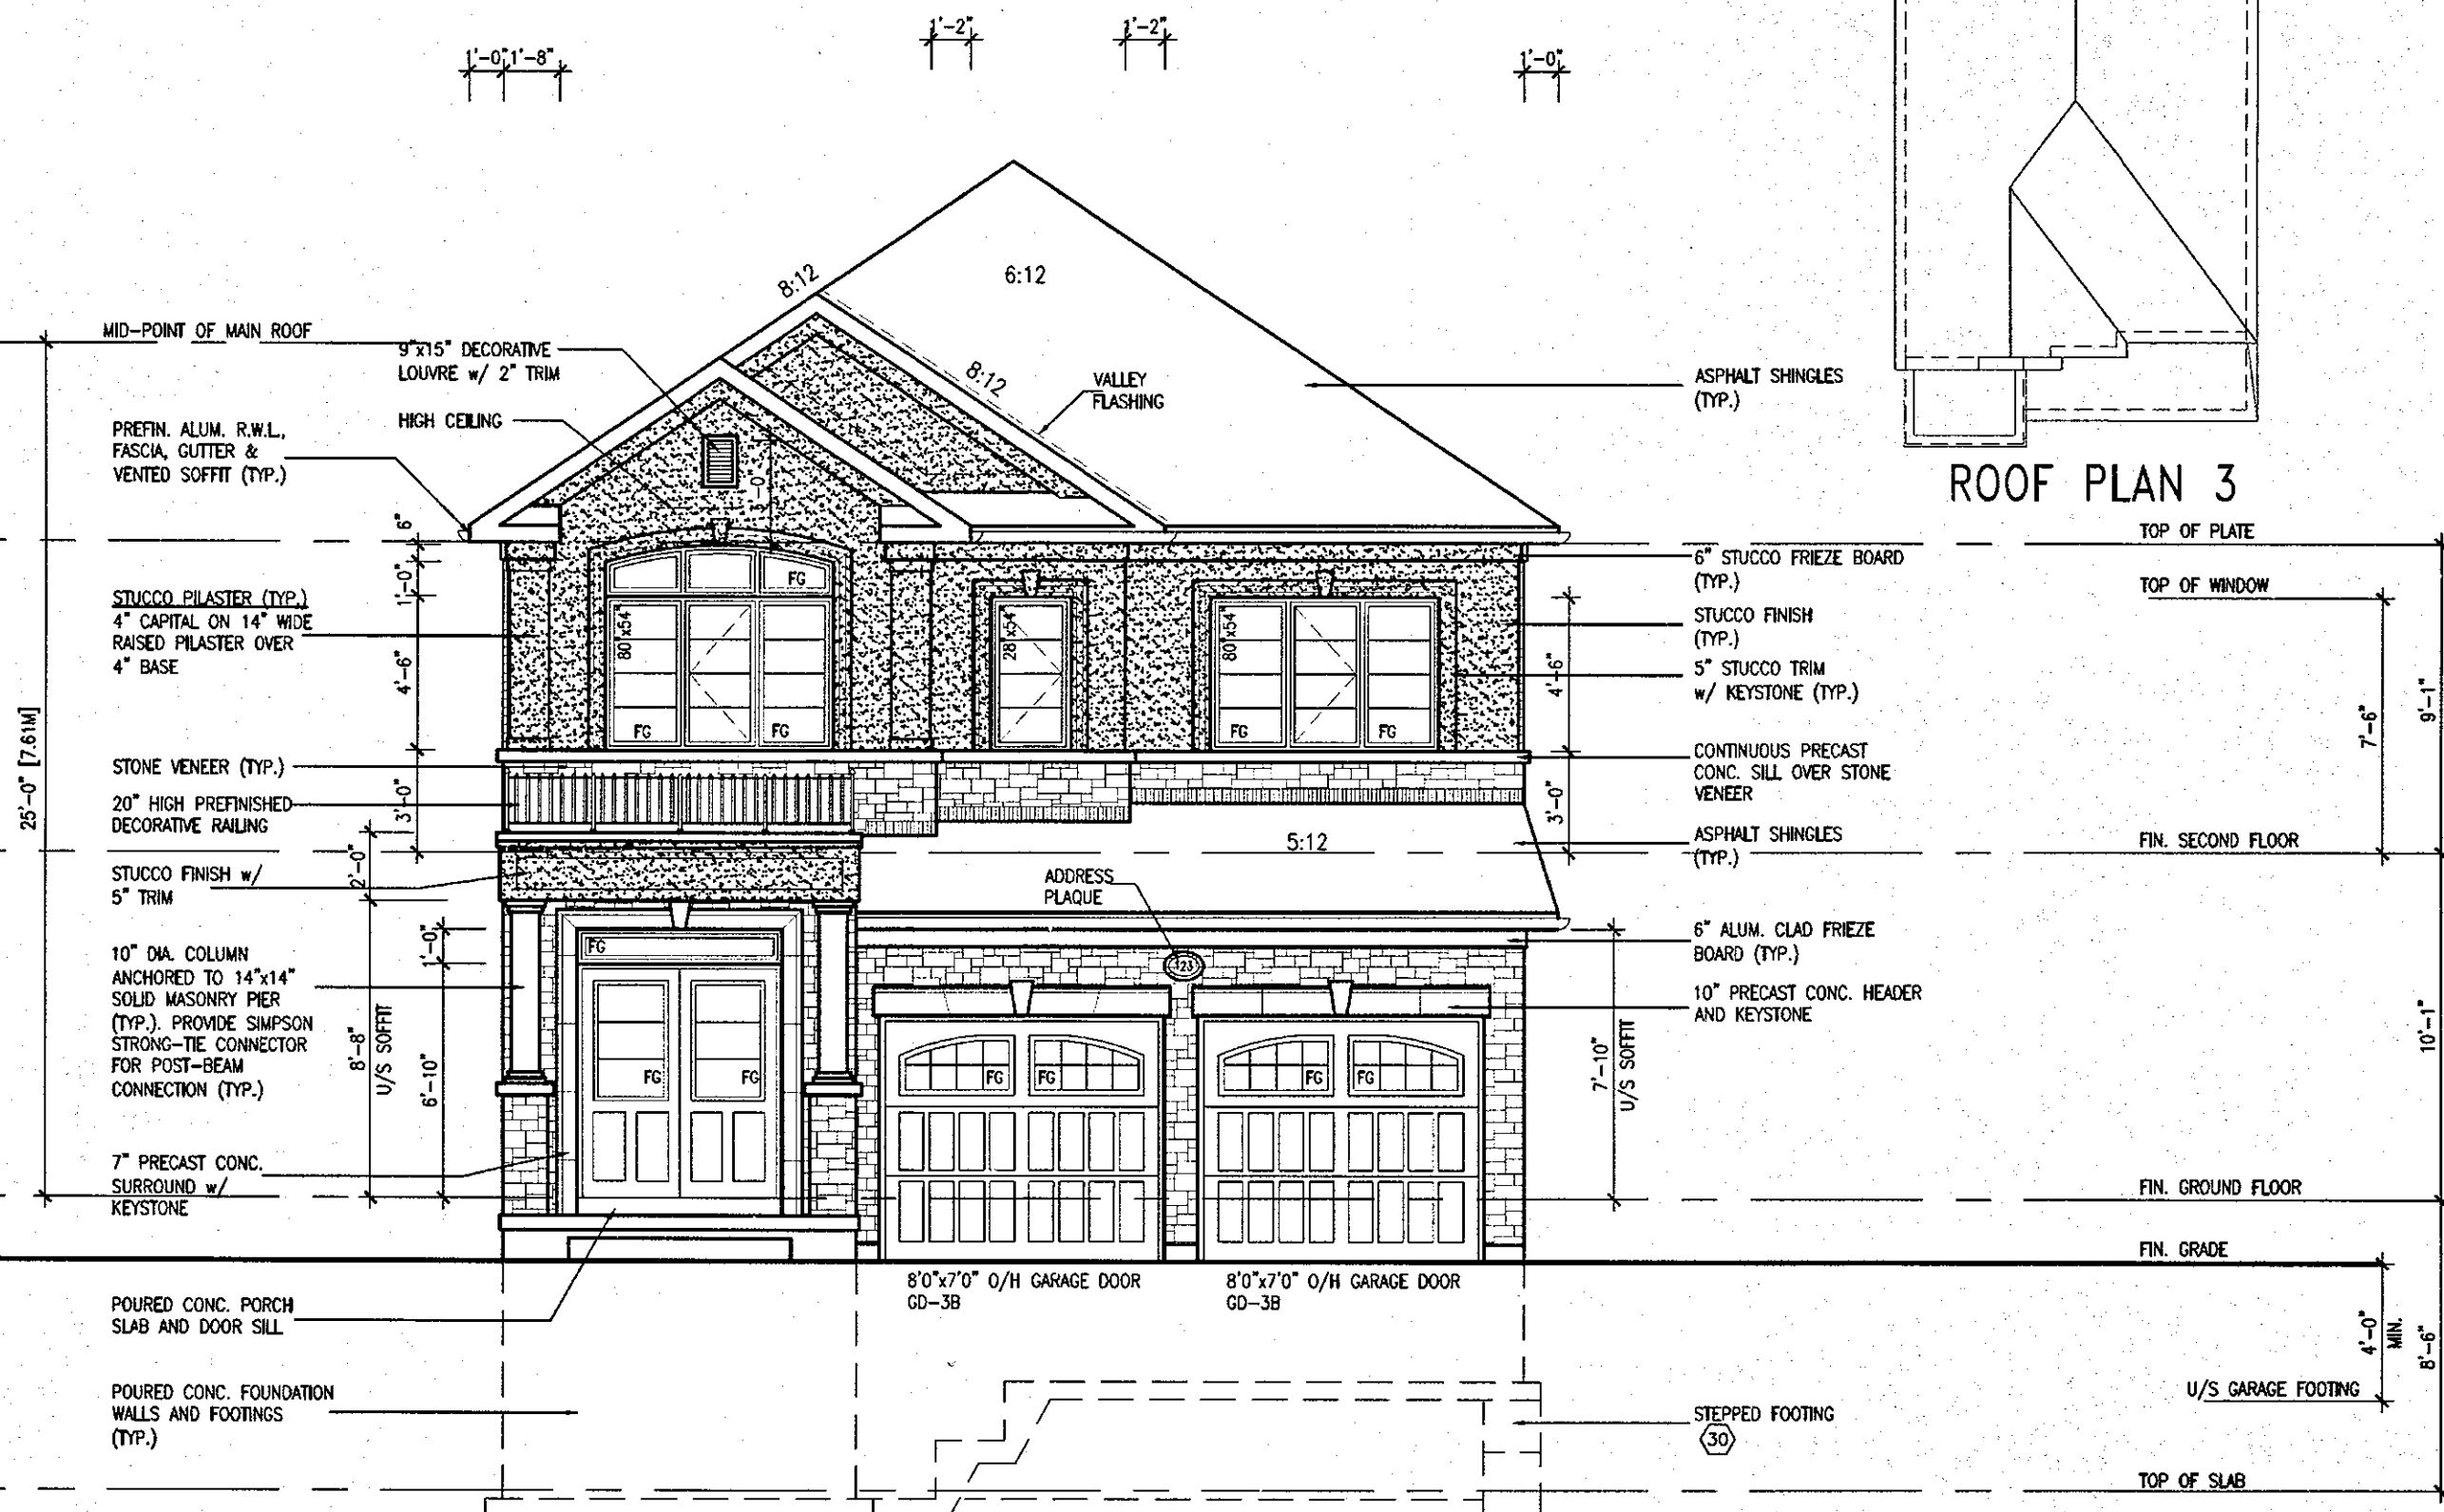 1'-0" 1'-8"
1'-2"
1'-2"
1'-0"
8:12
6:12
8:12
MID-POINT OF MAIN ROOF
9"x15" DECORATIVE
LOUVRE w/ 2" TRIM
HIGH CEILING
PREFIN. ALUM. R.W.L,
FASCIA, GUTTER &
VENTED SOFFIT (TYP.)
STUCCO PILASTER (TYP.)
4" CAPITAL ON 14" WIDE
RAISED PILASTER OVER
4" BASE
STONE VENEER (TYP.)
20" HIGH PREFINISHED
DECORATIVE RAILING
STUCCO FINISH w/
5" TRIM
10" DIA. COLUMN
ANCHORED TO 14"x14"
SOLID MASONRY PIER
(TYP.). PROVIDE SIMPSON
STRONG-TIE CONNECTOR
FOR POST-BEAM
CONNECTION (TYP.)
7" PRECAST CONC.
SURROUND w/
KEYSTONE
POURED CONC. PORCH
SLAB AND DOOR SILL
POURED CONC. FOUNDATION
WALLS AND FOOTINGS
(TYP.)
25'-0" [7.61M]
6"
1'-0"
4'-6"
3'-0"
2'-0"
8'-8"
U/S SOFFIT
1'-0"
6'-10"
VALLEY
FLASHING
FG
80"x54"
FG
FG
28"x54"
80"x54"
FG
FG
5:12
ADDRESS
PLAQUE
123
FG
FG
FG
FG
FG
FG
FG
8'0"x7'0" O/H GARAGE DOOR
GD-3B
8'0"x7'0" O/H GARAGE DOOR
GD-3B
4'-6"
3'-0"
7'-10"
U/S SOFFIT
ASPHALT SHINGLES
(TYP.)
6" STUCCO FRIEZE BOARD
(TYP.)
STUCCO FINISH
(TYP.)
5" STUCCO TRIM
w/ KEYSTONE (TYP.)
CONTINUOUS PRECAST
CONC. SILL OVER STONE
VENEER
ASPHALT SHINGLES
(TYP.)
6" ALUM. CLAD FRIEZE
BOARD (TYP.)
10" PRECAST CONC. HEADER
AND KEYSTONE
STEPPED FOOTING
30
ROOF PLAN 3
TOP OF PLATE
TOP OF WINDOW
7'-6"
9'-1"
FIN. SECOND FLOOR
10'-1"
FIN. GROUND FLOOR
FIN. GRADE
4'-0"
MIN.
8'-6"
U/S GARAGE FOOTING
TOP OF SLAB